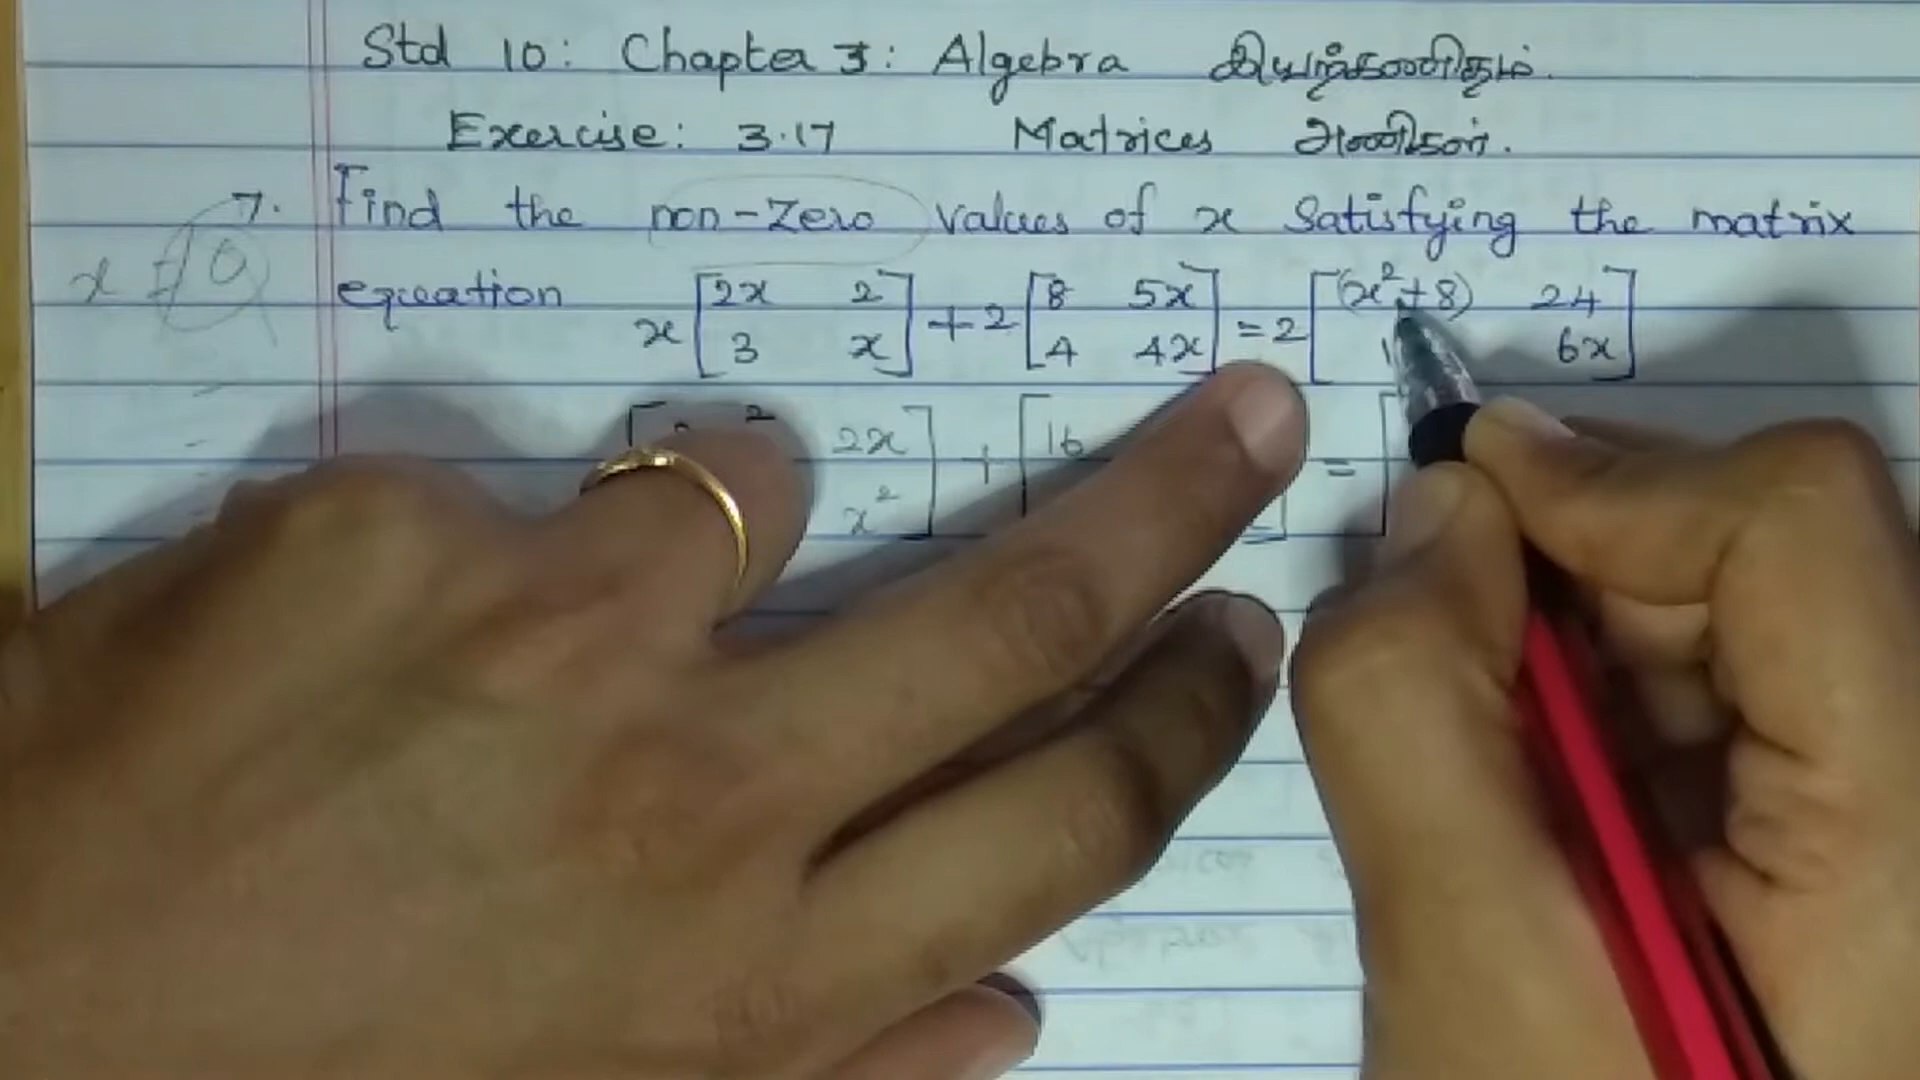 Std 10: Chapter 3: Algebra இயற்கணிதம்.
Exercise: 3.17 Matrices அணிகள்.
7. Find the non-Zero values of x Satisfying the matrix
x = 0
equation x [2x 2 3 x] + 2 [8 5x 4 4x] = 2 [(x²+8) 24 6x]
2 2x x² + [16 = [